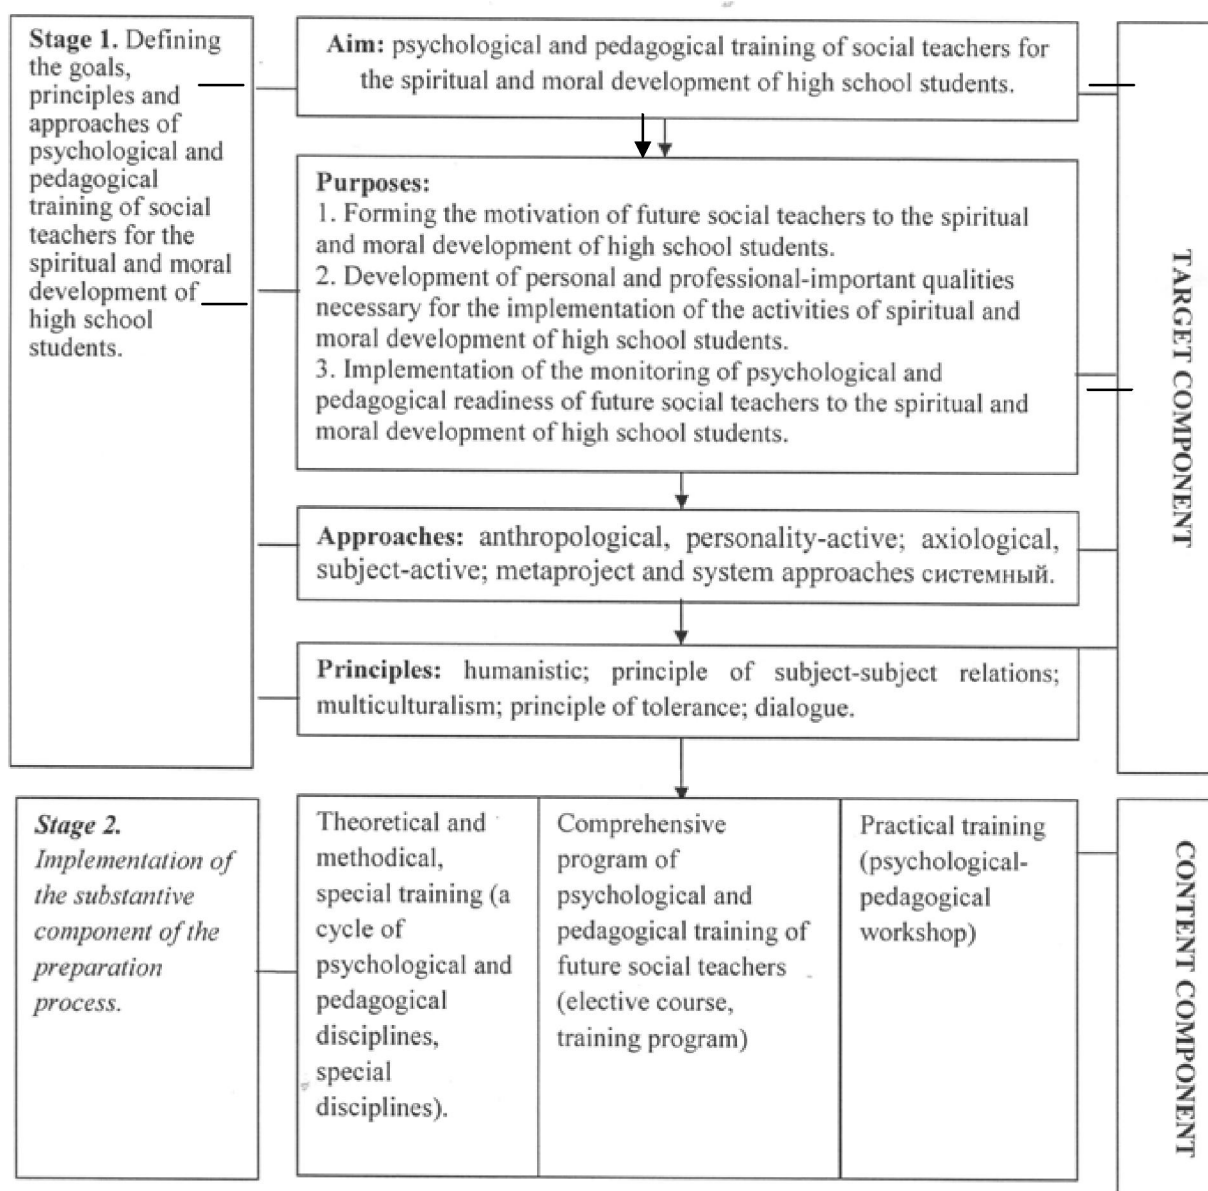 Stage 1. Defining
the goals,
principles and
approaches of
psychological and
pedagogical
training of social
teachers for the
spiritual and moral
development of
high school
students.
Aim: psychological and pedagogical training of social teachers for
the spiritual and moral development of high school students.
Purposes:
1. Forming the motivation of future social teachers to the spiritual
and moral development of high school students.
2. Development of personal and professional-important qualities
necessary for the implementation of the activities of spiritual and
moral development of high school students.
3. Implementation of the monitoring of psychological and
pedagogical readiness of future social teachers to the spiritual and
moral development of high school students.
Approaches: anthropological, personality-active; axiological,
subject-active; metaproject and system approaches системный.
Principles: humanistic; principle of subject-subject relations;
multiculturalism; principle of tolerance; dialogue.
TARGET COMPONENT
Stage 2.
Implementation of
the substantive
component of the
preparation
process.
Theoretical and
methodical,
special training (a
cycle of
psychological and
pedagogical
disciplines,
special
disciplines).
Comprehensive
program of
psychological and
pedagogical training of
future social teachers
(elective course,
training program)
Practical training
(psychological-
pedagogical
workshop)
CONTENT COMPONENT